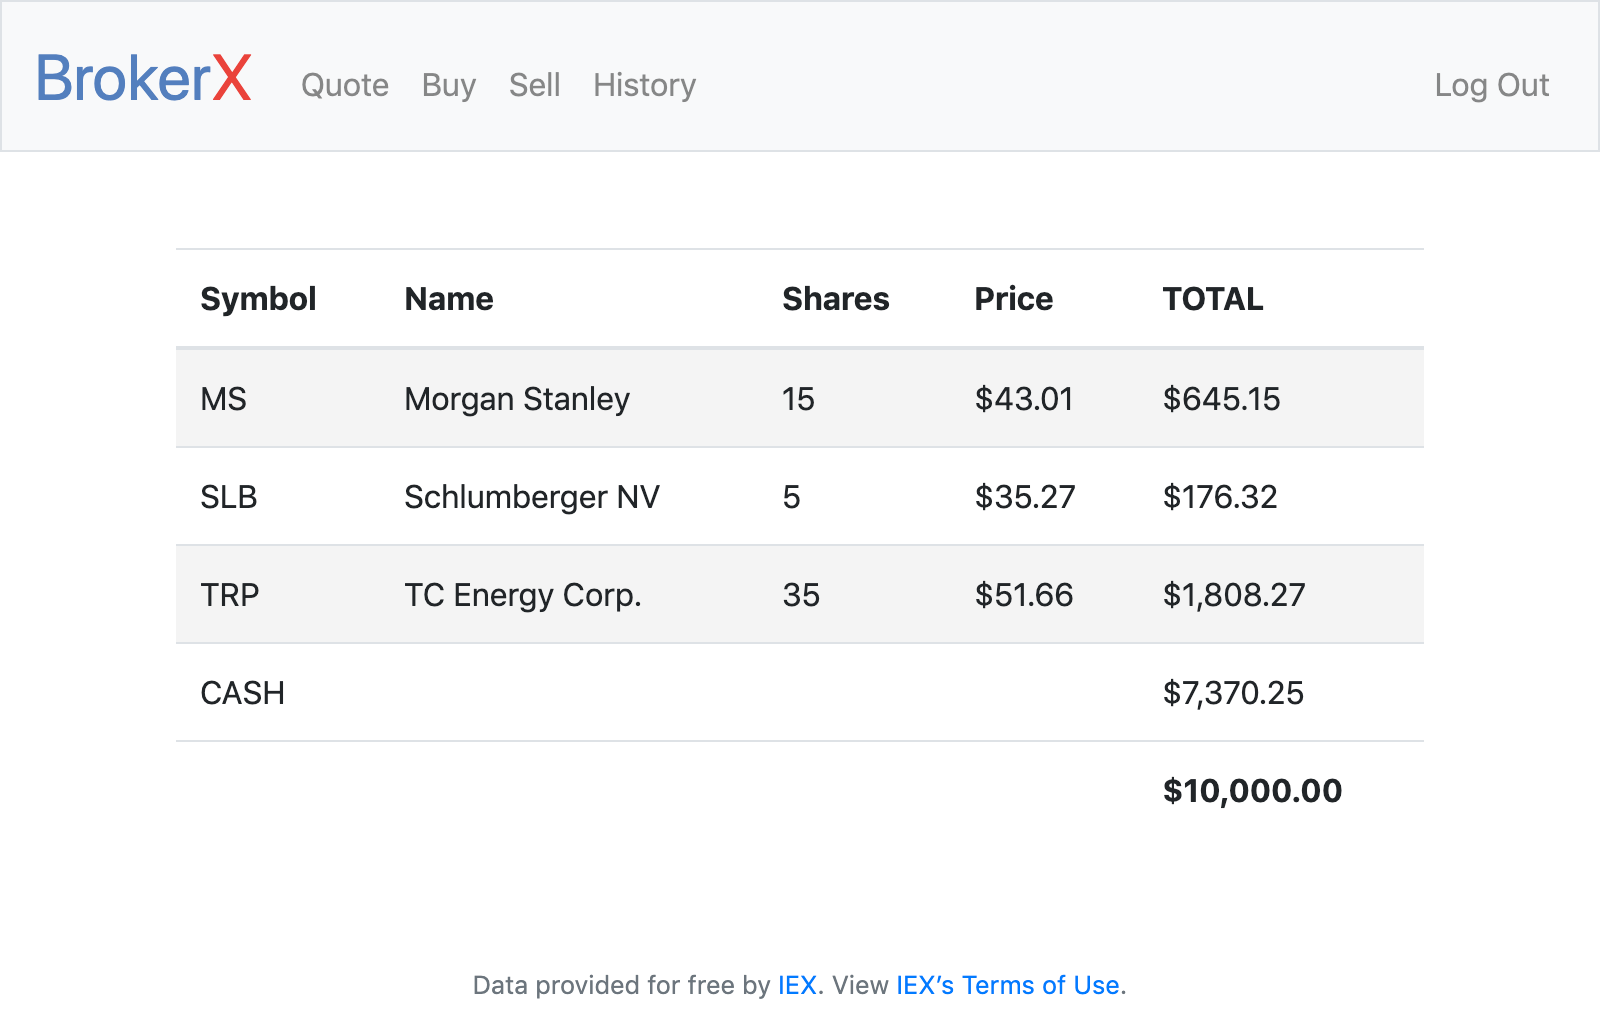 BrokerX Quote Buy Sell History Log Out
Symbol Name Shares Price TOTAL
MS Morgan Stanley 15 $43.01 $645.15
SLB Schlumberger NV 5 $35.27 $176.32
TRP TC Energy Corp. 35 $51.66 $1,808.27
CASH $7,370.25
$10,000.00
Data provided for free by IEX. View IEX’s Terms of Use.